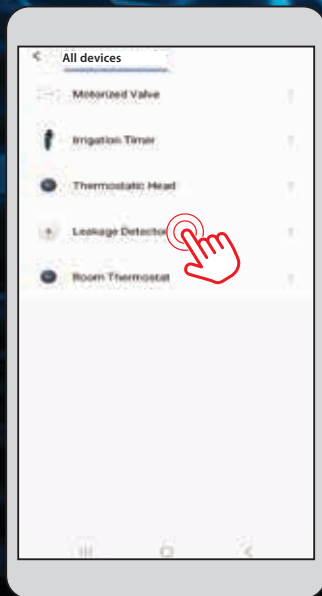 All devices
Motorized Valve
Irrigation Timer
Thermostatic Head
Leakage Detector
Room Thermostat